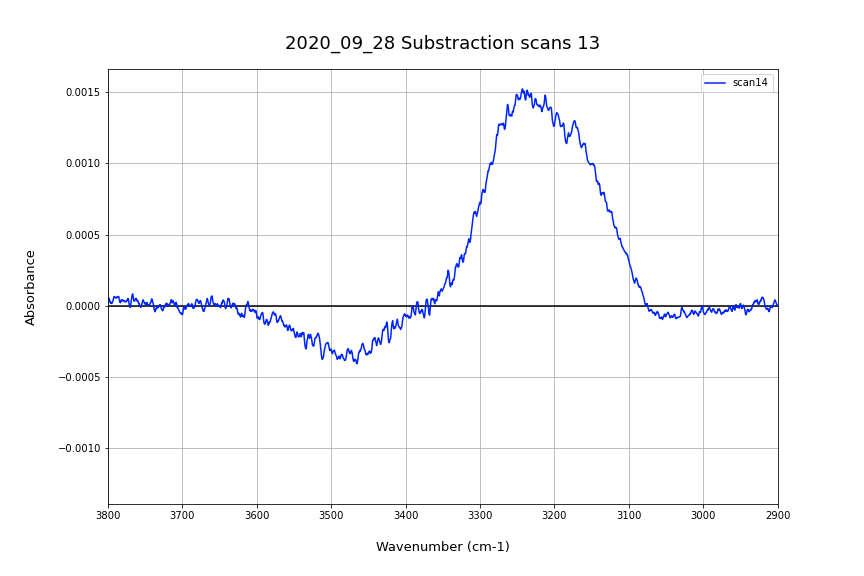 2020_09_28 Substraction scans 13
scan14
0.0015
0.0010
0.0005
0.0000
−0.0005
−0.0010
Absorbance
3800 3700 3600 3500 3400 3300 3200 3100 3000 2900
Wavenumber (cm-1)